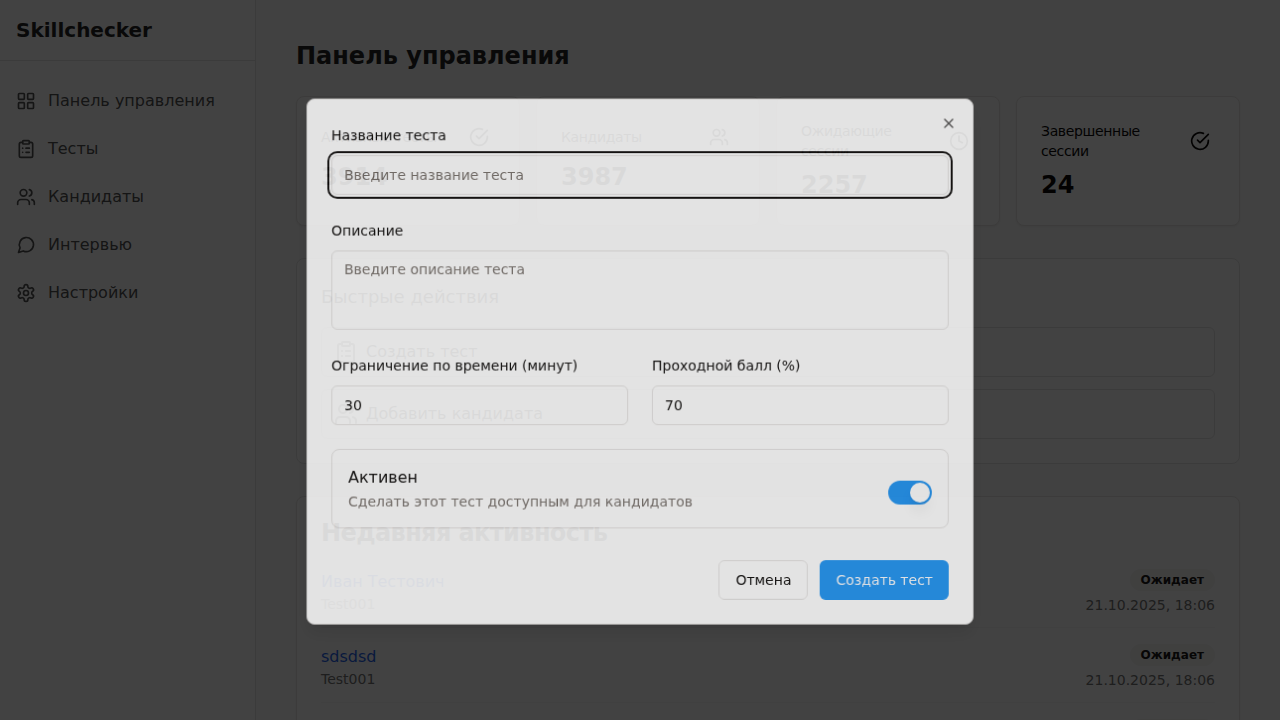 Skillchecker
Панель управления
Тесты
Кандидаты
Интервью
Настройки
Панель управления
Кандидаты
3987
Ожидающие
сессии
2257
Завершенные
сессии
24
Название теста
Введите название теста
Описание
Введите описание теста
Быстрые действия
Создать тест
Ограничение по времени (минут)
Проходной балл (%)
30
70
Добавить кандидата
Активен
Сделать этот тест доступным для кандидатов
Недавняя активность
Отмена
Создать тест
Иван Тестович
Test001
Ожидает
21.10.2025, 18:06
sdsdsd
Test001
Ожидает
21.10.2025, 18:06